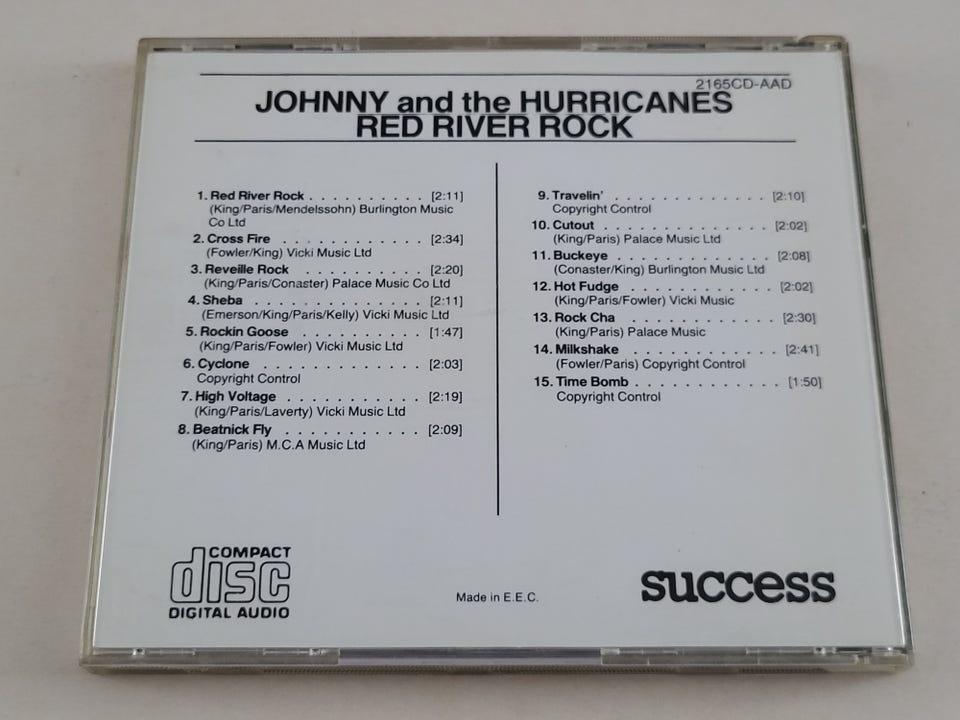 2165CD-AAD
JOHNNY and the HURRICANES
RED RIVER ROCK
1. Red River Rock . . . . . . . . . . [2:11]
(King/Paris/Mendelssohn) Burlington Music
Co Ltd
2. Cross Fire . . . . . . . . . . . . [2:34]
(Fowler/King) Vicki Music Ltd
3. Reveille Rock . . . . . . . . . . [2:20]
(King/Paris/Conaster) Palace Music Co Ltd
4. Sheba . . . . . . . . . . . . . . [2:11]
(Emerson/King/Paris/Kelly) Vicki Music Ltd
5. Rockin Goose . . . . . . . . . . . [1:47]
(King/Paris/Fowler) Vicki Music Ltd
6. Cyclone . . . . . . . . . . . . . [2:03]
Copyright Control
7. High Voltage . . . . . . . . . . . [2:19]
(King/Paris/Laverty) Vicki Music Ltd
8. Beatnick Fly . . . . . . . . . . . [2:09]
(King/Paris) M.C.A Music Ltd
9. Travelin' . . . . . . . . . . . . [2:10]
Copyright Control
10. Cutout . . . . . . . . . . . . . . [2:02]
(King/Paris) Palace Music Ltd
11. Buckeye . . . . . . . . . . . . . [2:08]
(Conaster/King) Burlington Music Ltd
12. Hot Fudge . . . . . . . . . . . . [2:02]
(King/Paris/Fowler) Vicki Music
13. Rock Cha . . . . . . . . . . . . [2:30]
(King/Paris) Palace Music
14. Milkshake . . . . . . . . . . . . [2:41]
(Fowler/Paris) Copyright Control
15. Time Bomb . . . . . . . . . . . . [1:50]
Copyright Control
COMPACT
disc
DIGITAL AUDIO
Made in E.E.C.
success